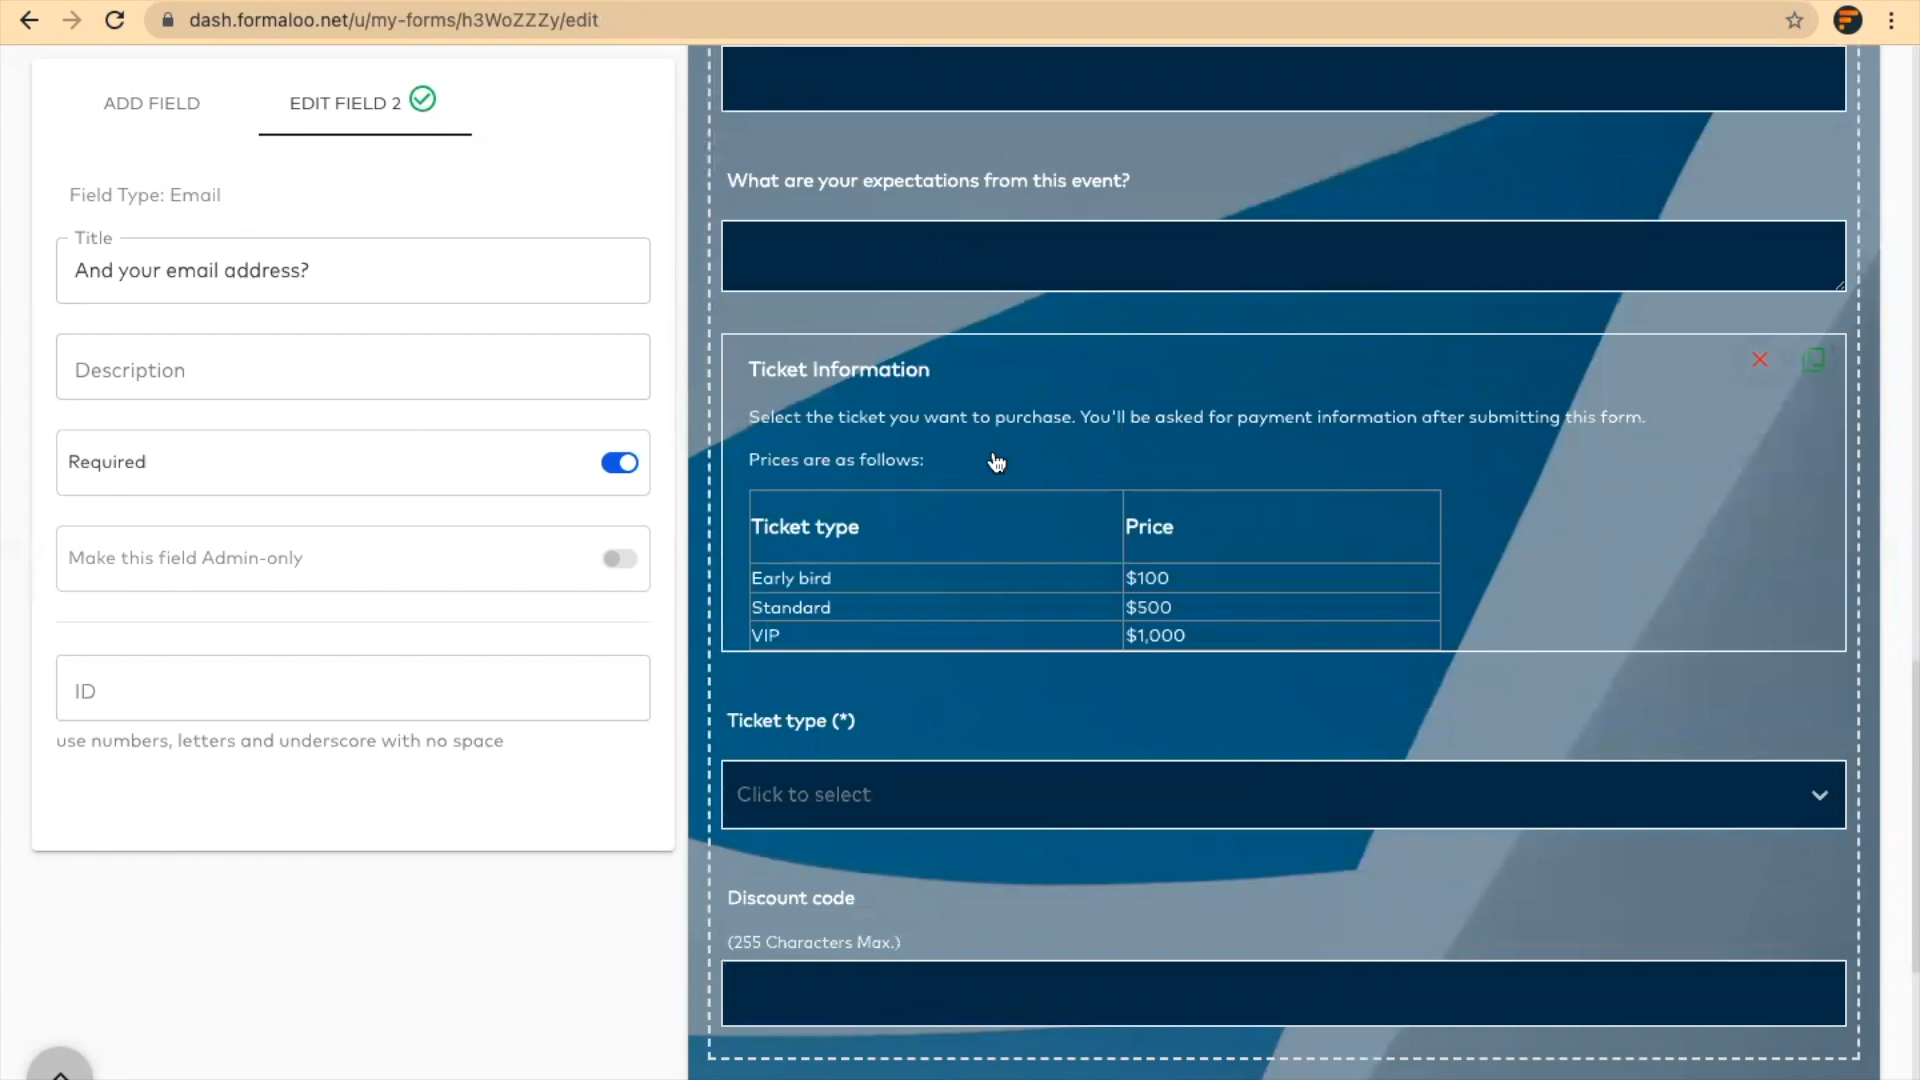 dash.formaloo.net/u/my-forms/h3WoZZZy/edit
ADD FIELD
EDIT FIELD 2
Field Type: Email
Title
And your email address?
Description
Required
Make this field Admin-only
ID
use numbers, letters and underscore with no space
What are your expectations from this event?
Ticket Information
Select the ticket you want to purchase. You'll be asked for payment information after submitting this form.
Prices are as follows:
Ticket type Price
Early bird $100
Standard $500
VIP $1,000
Ticket type (*)
Click to select
Discount code
(255 Characters Max.)